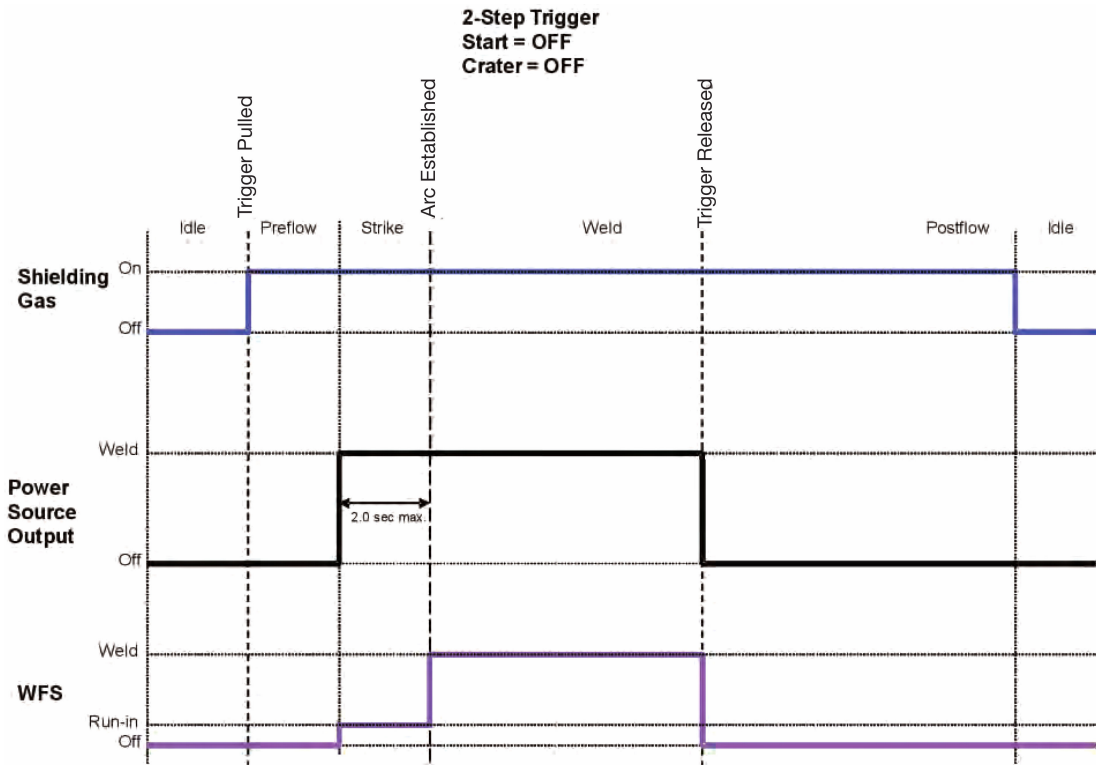 2-Step Trigger
Start = OFF
Crater = OFF
Trigger Pulled
Arc Established
Trigger Released
Idle
Preflow
Strike
Weld
Postflow
Idle
Shielding
Gas
On
Off
Power
Source
Output
Weld
2.0 sec max.
Off
WFS
Weld
Run-in
Off